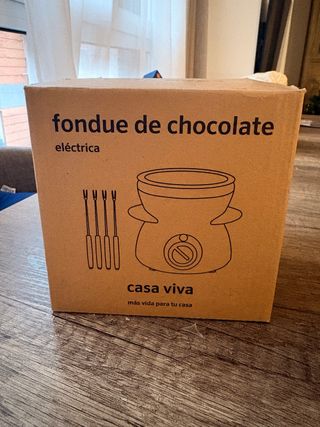 fondue de chocolate
eléctrica
casa viva
más vida para tu casa